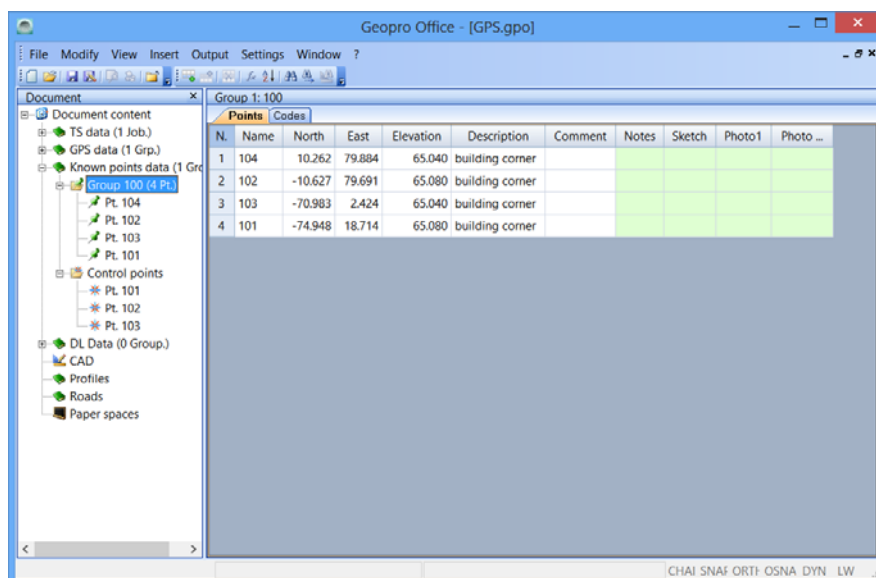 Geopro Office - [GPS.gpo]
File Modify View Insert Output Settings Window ?
Document
Group 1: 100
Points Codes
Document content
TS data (1 Job.)
GPS data (1 Grp.)
Known points data (1 Grc
Group 100 (4 Pt.)
Pt. 104
Pt. 102
Pt. 103
Pt. 101
Control points
Pt. 101
Pt. 102
Pt. 103
DL Data (0 Group.)
CAD
Profiles
Roads
Paper spaces
N. Name North East Elevation Description Comment Notes Sketch Photo1 Photo ...
1 104 10.262 79.884 65.040 building corner
2 102 -10.627 79.691 65.080 building corner
3 103 -70.983 2.424 65.040 building corner
4 101 -74.948 18.714 65.080 building corner
CHAI SNAF ORTH OSNA DYN LW